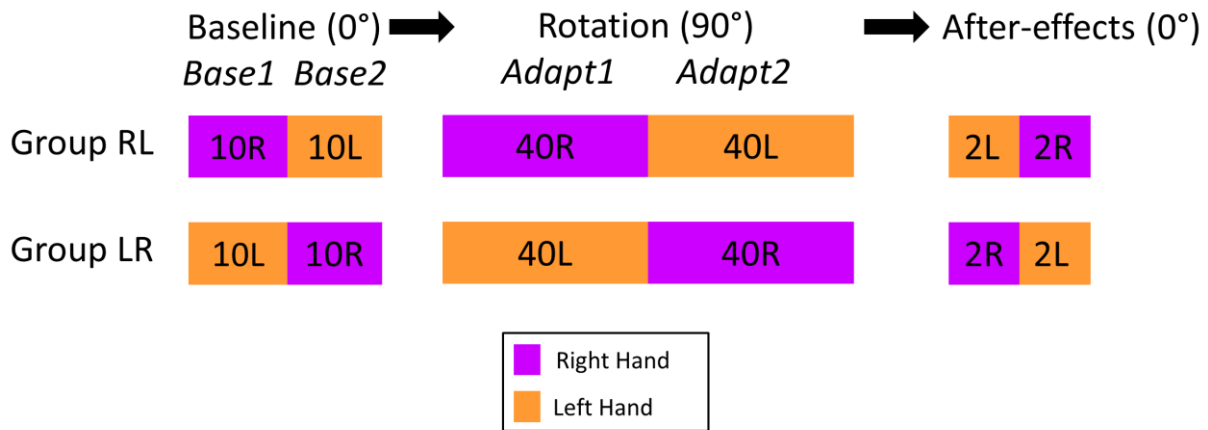 Baseline (0°) Rotation (90°) After-effects (0°)
Base1 Base2 Adapt1 Adapt2
Group RL 10R 10L 40R 40L 2L 2R
Group LR 10L 10R 40L 40R 2R 2L
Right Hand
Left Hand